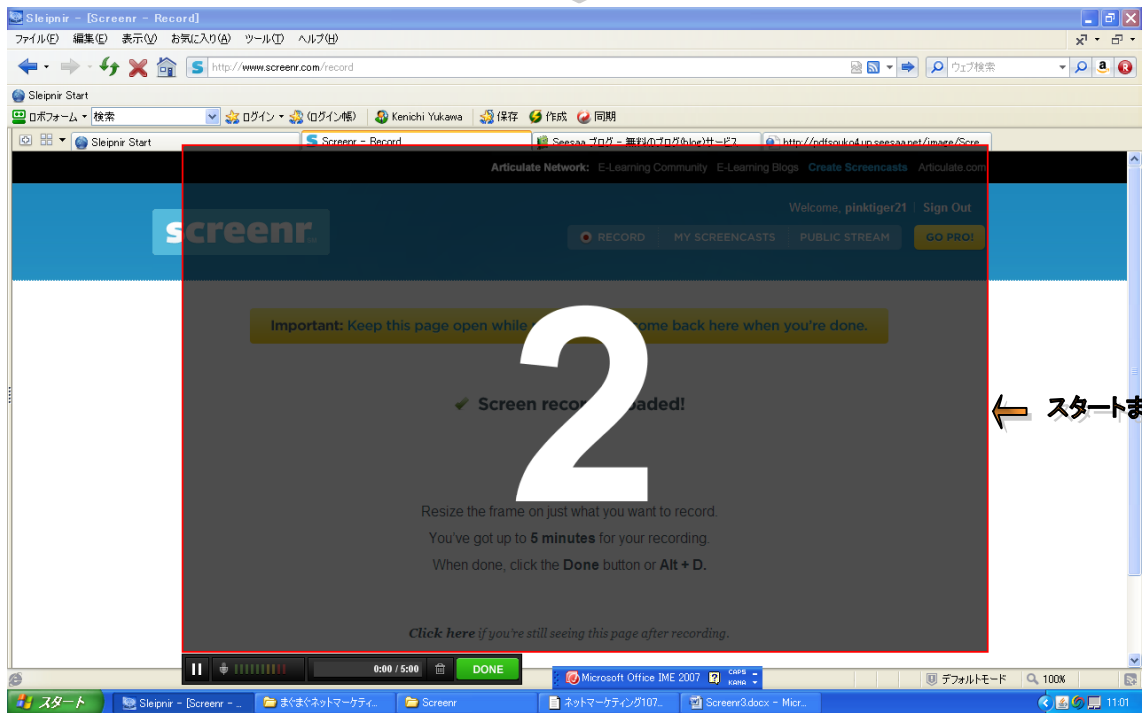 Sleipnir - [Screenr - Record]
ファイル(F) 編集(E) 表示(V) お気に入り(A) ツール(T) ヘルプ(H)
http://www.screenr.com/record ウェブ検索
Sleipnir Start
ロボフォーム 検索 ログイン (ログイン帳) Kenichi Yukawa 保存 作成 同期
Sleipnir Start Screenr - Record Seesaa ブログ - 無料のブログ(blog)サービス http://pdfsouko4.up.seesaa.net/image/Scre
Articulate Network: E-Learning Community E-Learning Blogs Create Screencasts Articulate.com
Welcome, pinktiger21 Sign Out
screenr
RECORD MY SCREENCASTS PUBLIC STREAM GO PRO!
Important: Keep this page open while ome back here when you're done.
2
Screen reco aded!
スタートま
Resize the frame on just what you want to record.
You've got up to 5 minutes for your recording.
When done, click the Done button or Alt + D.
Click here if you're still seeing this page after recording.
0:00 / 5:00 DONE
Microsoft Office IME 2007 CAPS KANA
デフォルトモード 100%
スタート Sleipnir - [Screenr - ... まぐまぐネットマーケティ... Screenr ネットマーケティング107... Screenr3.docx - Micr... 11:01